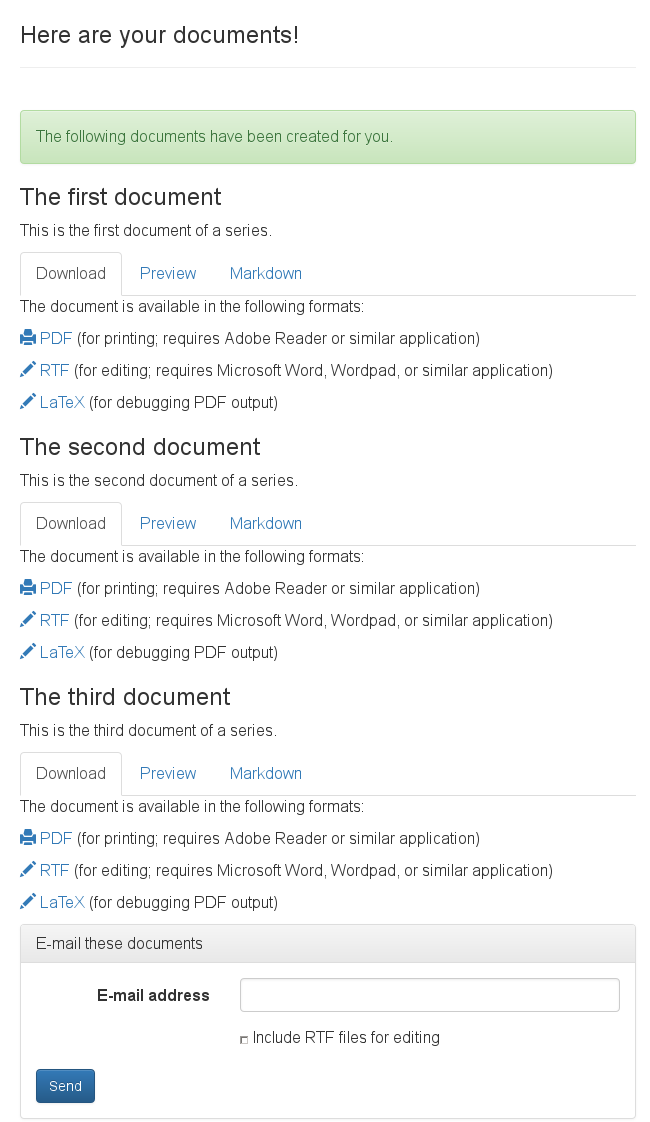 Here are your documents!
The following documents have been created for you.
The first document
This is the first document of a series.
Download Preview Markdown
The document is available in the following formats:
PDF (for printing; requires Adobe Reader or similar application)
RTF (for editing; requires Microsoft Word, Wordpad, or similar application)
LaTeX (for debugging PDF output)
The second document
This is the second document of a series.
Download Preview Markdown
The document is available in the following formats:
PDF (for printing; requires Adobe Reader or similar application)
RTF (for editing; requires Microsoft Word, Wordpad, or similar application)
LaTeX (for debugging PDF output)
The third document
This is the third document of a series.
Download Preview Markdown
The document is available in the following formats:
PDF (for printing; requires Adobe Reader or similar application)
RTF (for editing; requires Microsoft Word, Wordpad, or similar application)
LaTeX (for debugging PDF output)
E-mail these documents
E-mail address
Include RTF files for editing
Send